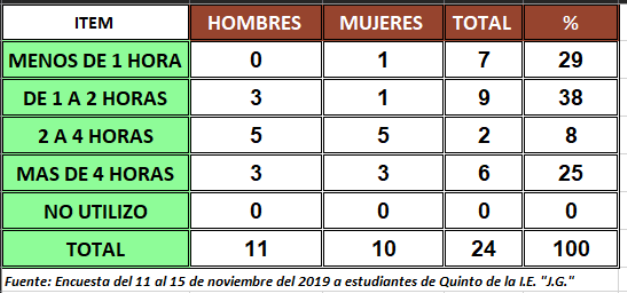 ITEM HOMBRES MUJERES TOTAL %
MENOS DE 1 HORA 0 1 7 29
DE 1 A 2 HORAS 3 1 9 38
2 A 4 HORAS 5 5 2 8
MAS DE 4 HORAS 3 3 6 25
NO UTILIZO 0 0 0 0
TOTAL 11 10 24 100
Fuente: Encuesta del 11 al 15 de noviembre del 2019 a estudiantes de Quinto de la I.E. "J.G."